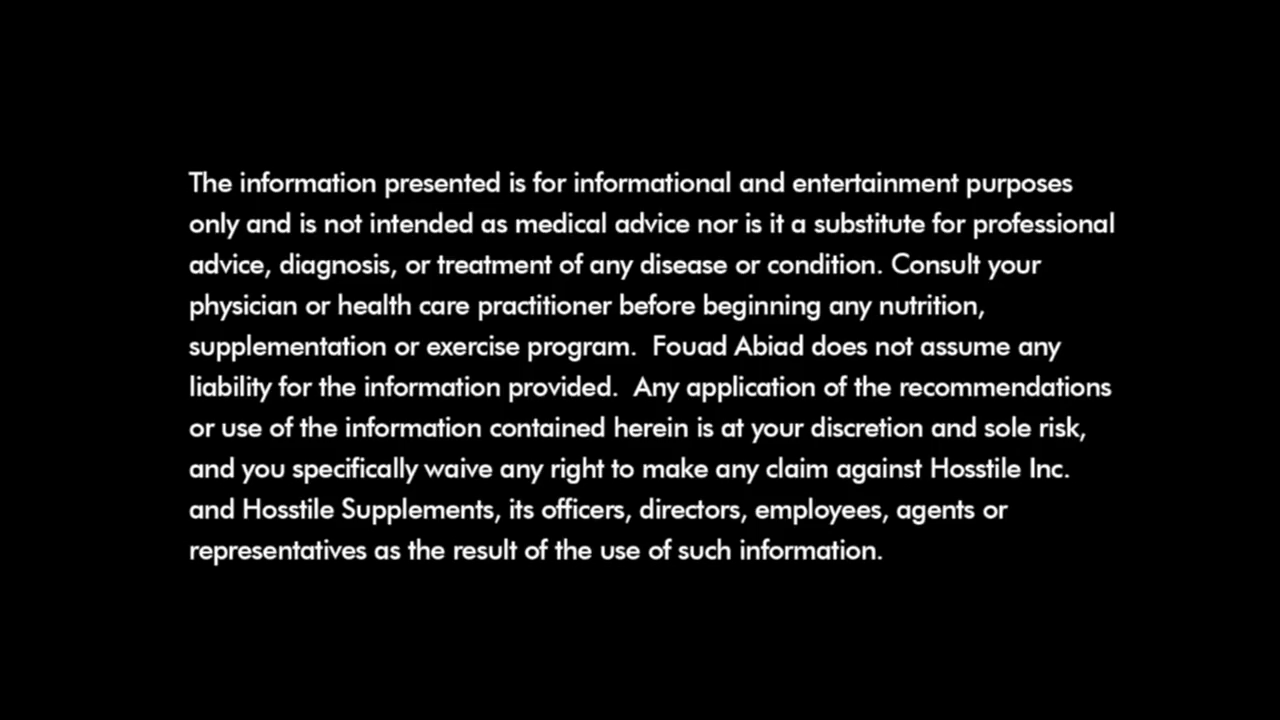 The information presented is for informational and entertainment purposes
only and is not intended as medical advice nor is it a substitute for professional
advice, diagnosis, or treatment of any disease or condition. Consult your
physician or health care practitioner before beginning any nutrition,
supplementation or exercise program.  Fouad Abiad does not assume any
liability for the information provided.  Any application of the recommendations
or use of the information contained herein is at your discretion and sole risk,
and you specifically waive any right to make any claim against Hosstile Inc.
and Hosstile Supplements, its officers, directors, employees, agents or
representatives as the result of the use of such information.